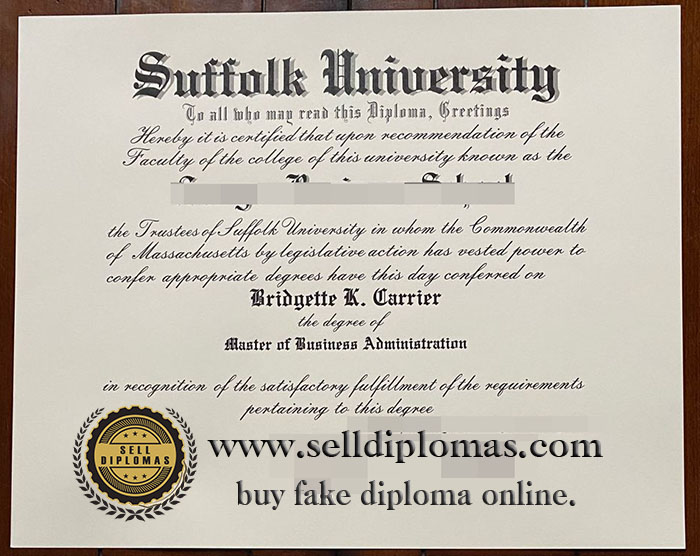 Suffolk University
To all who may read this Diploma, Greetings
Hereby it is certified that upon recommendation of the
Faculty of the college of this university known as the
the Trustees of Suffolk University in whom the Commonwealth
of Massachusetts by legislative action has vested power to
confer appropriate degrees have this day conferred on
Bridgette K. Carrier
the degree of
Master of Business Administration
in recognition of the satisfactory fulfillment of the requirements
pertaining to this degree
SELL
DIPLOMAS
www.selldiplomas.com
buy fake diploma online.